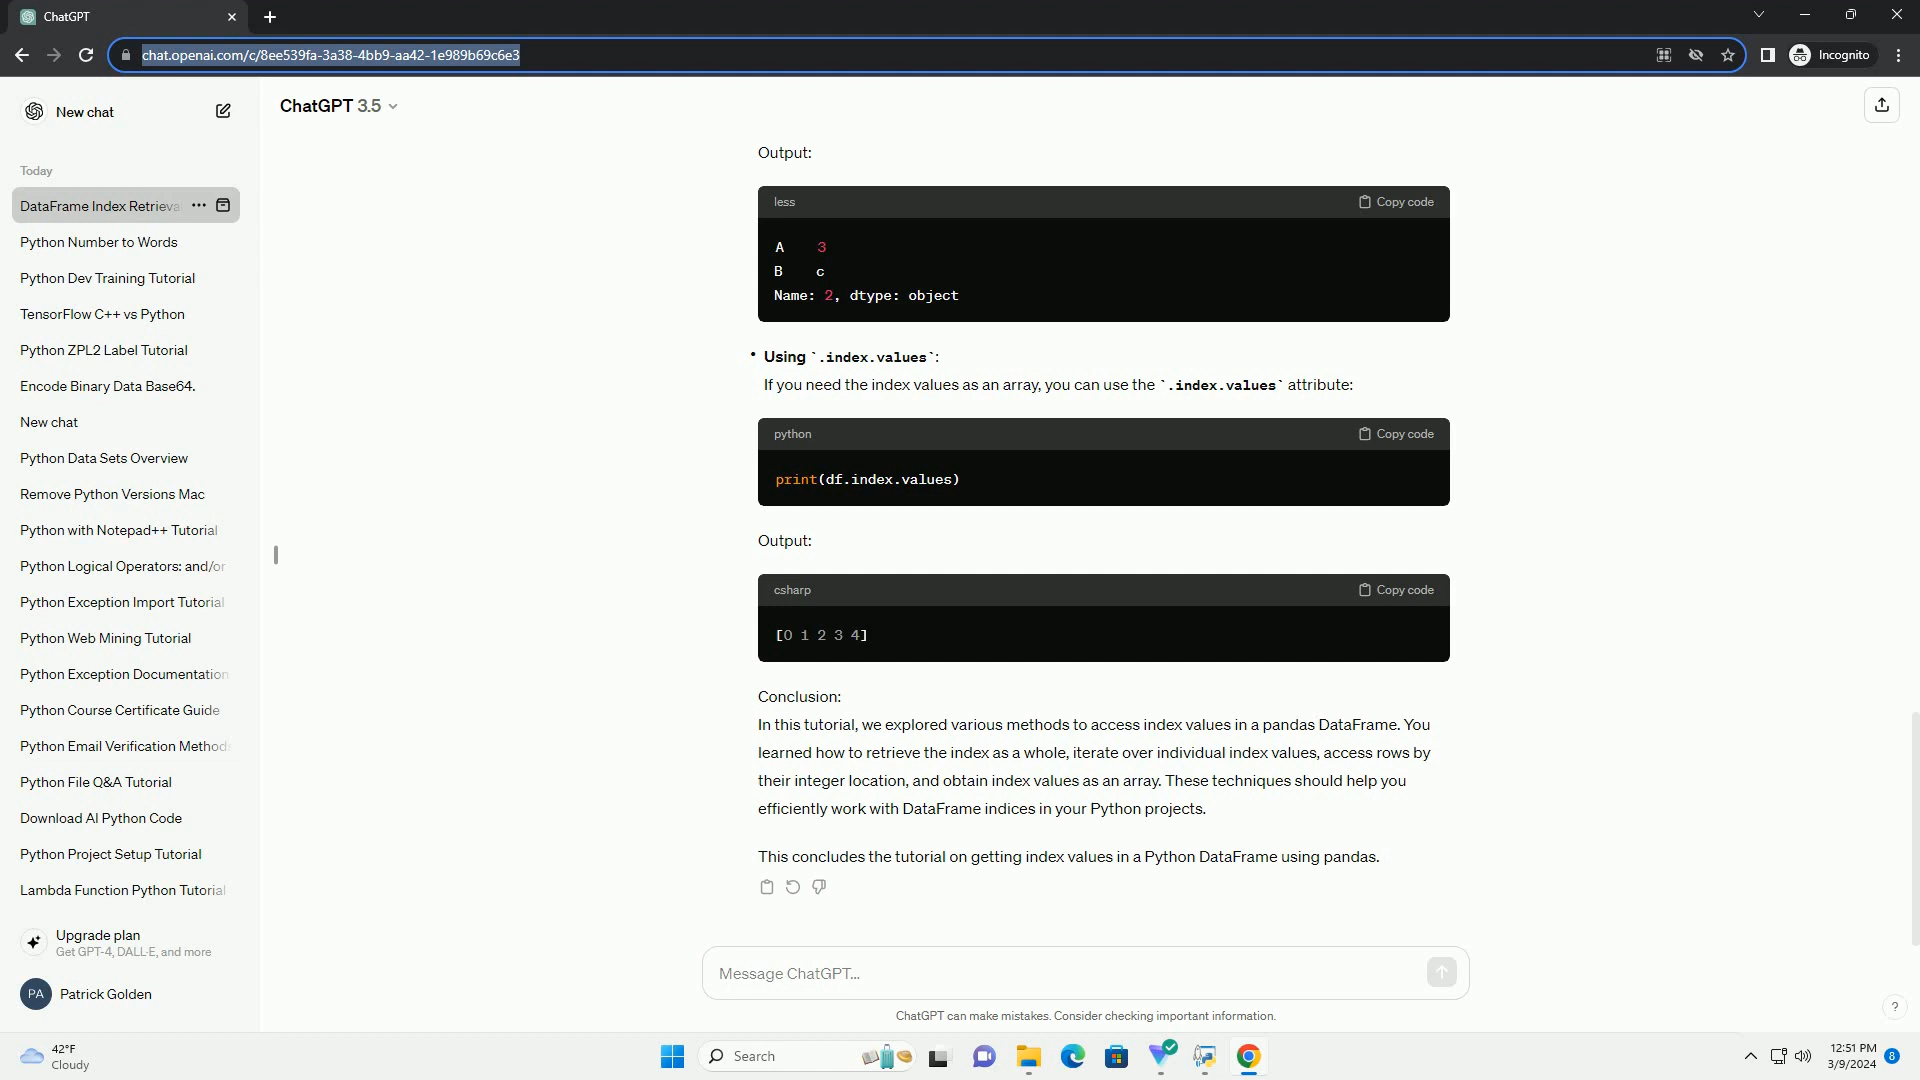 ChatGPT
chat.openai.com/c/8ee539fa-3a38-4bb9-aa42-1e989b69c6e3
Incognito
New chat
Today
DataFrame Index Retrieval
Python Number to Words
Python Dev Training Tutorial
TensorFlow C++ vs Python
Python ZPL2 Label Tutorial
Encode Binary Data Base64.
New chat
Python Data Sets Overview
Remove Python Versions Mac
Python with Notepad++ Tutorial
Python Logical Operators: and/or
Python Exception Import Tutorial
Python Web Mining Tutorial
Python Exception Documentation
Python Course Certificate Guide
Python Email Verification Methods
Python File Q&A Tutorial
Download AI Python Code
Python Project Setup Tutorial
Lambda Function Python Tutorial
Upgrade plan
Get GPT-4, DALL·E, and more
PA Patrick Golden
ChatGPT 3.5
Output:
less Copy code
A    3
B    c
Name: 2, dtype: object
• Using `.index.values`:
If you need the index values as an array, you can use the `.index.values` attribute:
python Copy code
print(df.index.values)
Output:
csharp Copy code
[0 1 2 3 4]
Conclusion:
In this tutorial, we explored various methods to access index values in a pandas DataFrame. You
learned how to retrieve the index as a whole, iterate over individual index values, access rows by
their integer location, and obtain index values as an array. These techniques should help you
efficiently work with DataFrame indices in your Python projects.
This concludes the tutorial on getting index values in a Python DataFrame using pandas.
Message ChatGPT...
ChatGPT can make mistakes. Consider checking important information.
?
42°F
Cloudy
Search
12:51 PM
3/9/2024
8